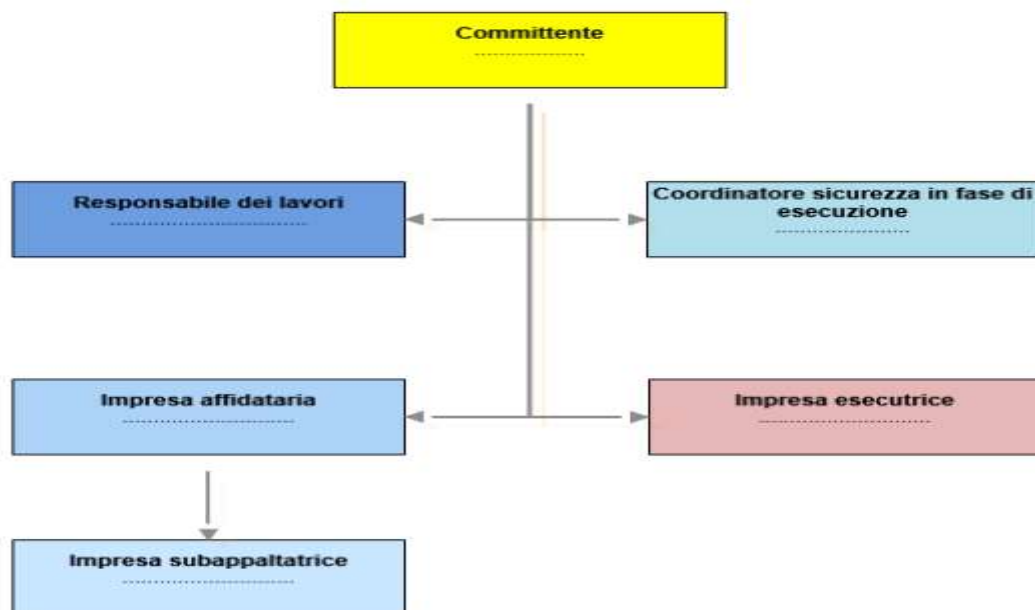 Committente
Responsabile dei lavori
Coordinatore sicurezza in fase di
esecuzione
Impresa affidataria
Impresa esecutrice
Impresa subappaltatrice